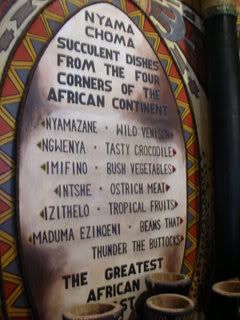 NYAMA
CHOMA
SUCCULENT DISHES
FROM THE FOUR
CORNERS OF THE
AFRICAN CONTINENT
NYAMAZANE · WILD VENISON
NGWENYA · TASTY CROCODILE
IMIFINO · BUSH VEGETABLES
INTSHE · OSTRICH MEAT
IZITHELO · TROPICAL FRUITS
MADUMA EZINQENI · BEANS THAT
THUNDER THE BUTTOCKS
THE GREATEST
AFRICAN